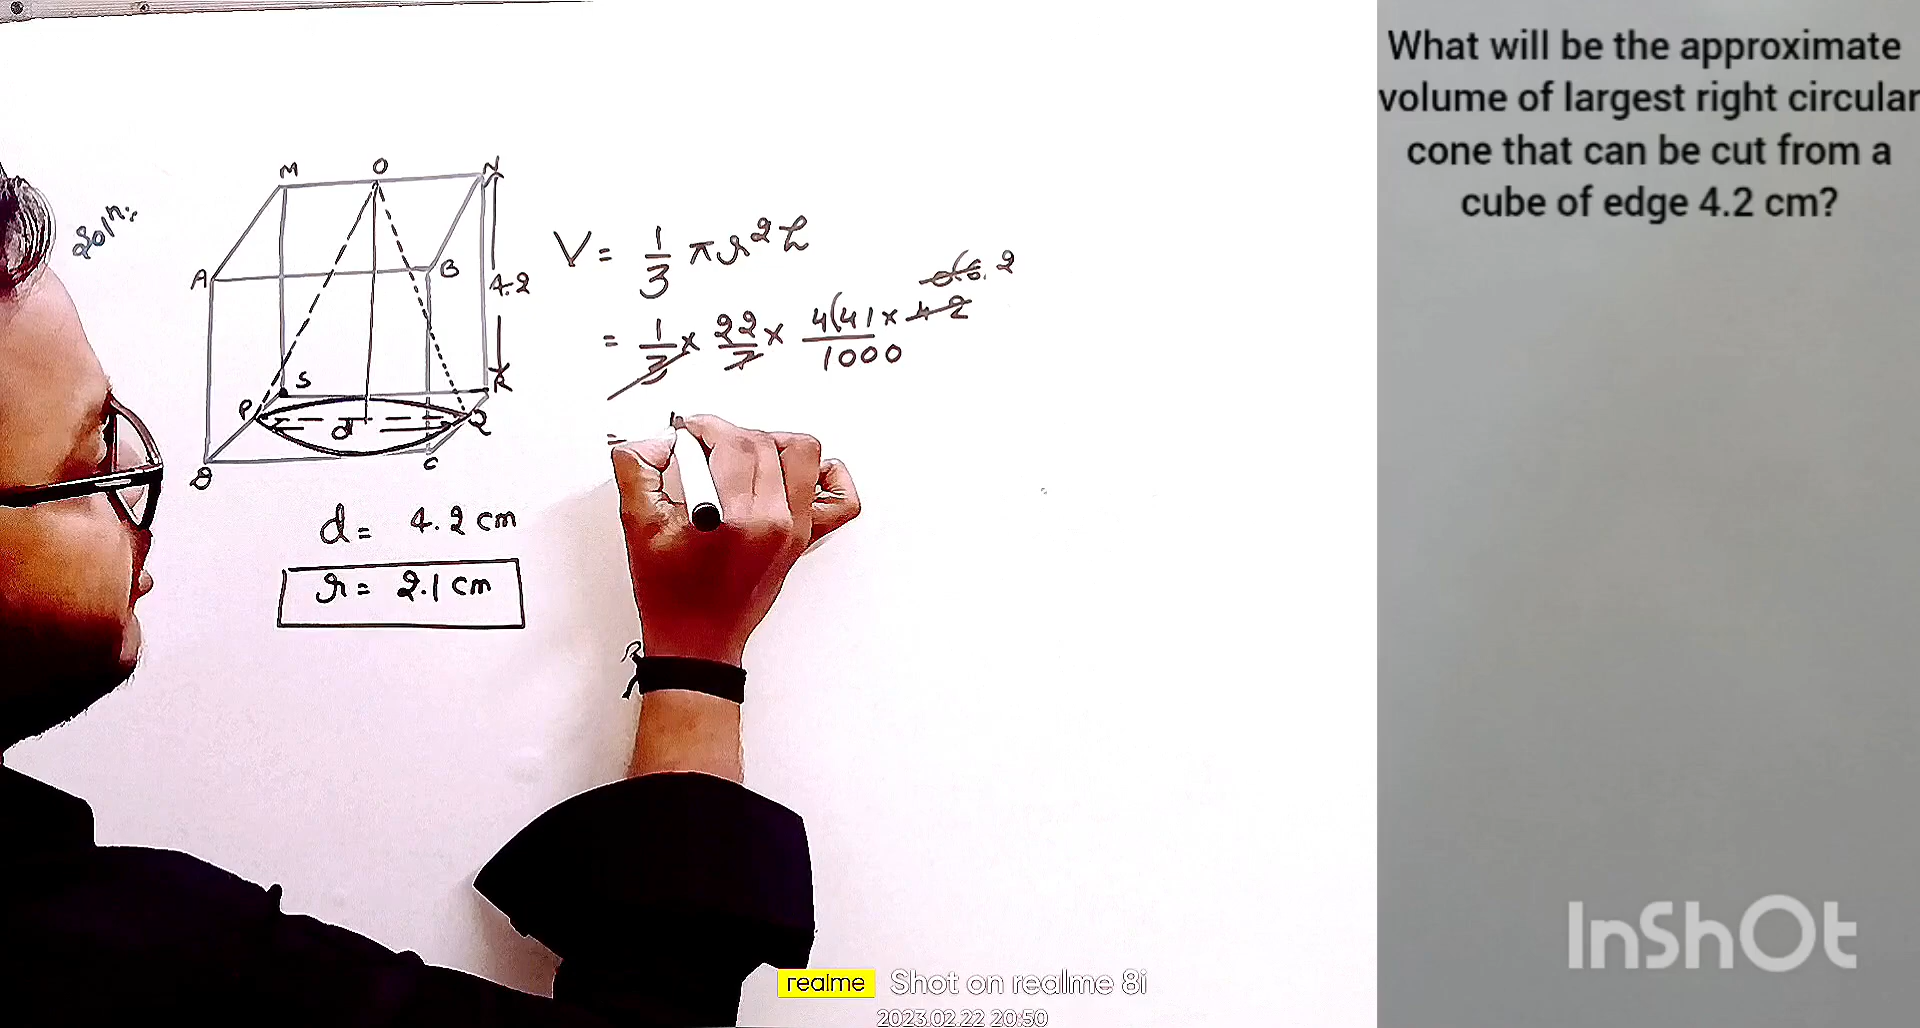 What will be the approximate
volume of largest right circular
cone that can be cut from a
cube of edge 4.2 cm?
Solⁿ:
M O N
A B
4.2
S R
P d Q
D C
d = 4.2 cm
r = 2.1 cm
V = 1/3 πr²h
= 1/3 × 22/7 × 441 × 42/1000
2
=
InShOt
realme Shot on realme 8i
2023.02.22 20:50